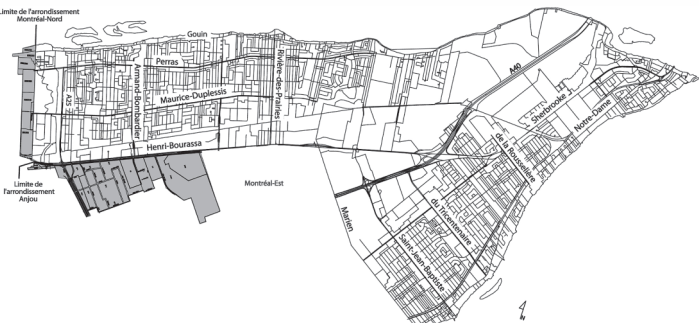 Limite de l'arrondissement
Montréal-Nord
Gouin
Perras
Armand-Bombardier
Rivière-des-Prairies
Maurice-Duplessis
Henri-Bourassa
A40
Sherbrooke
Notre-Dame
de la Rousselière
Limite de
l'arrondissement
Anjou
Montréal-Est
Marien
du Tricentenaire
Saint-Jean-Baptiste